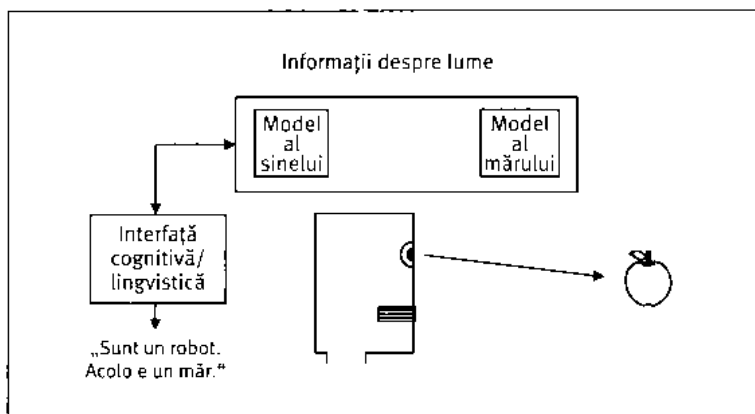 Informații despre lume
Model
al
sinelui
Model
al
mărului
Interfață
cognitivă/
lingvistică
„Sunt un robot.
Acolo e un măr.“